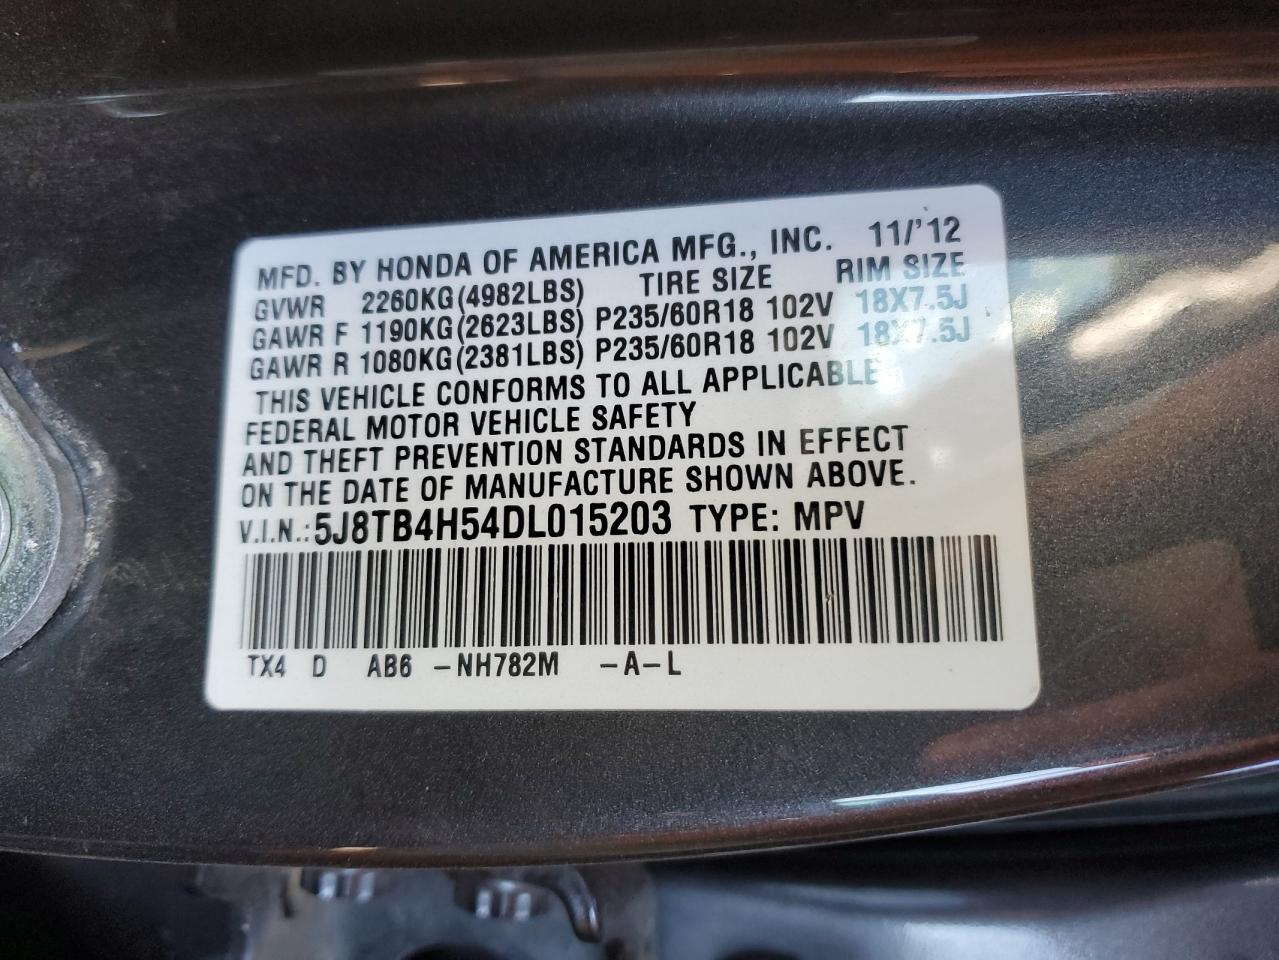 MFD. BY HONDA OF AMERICA MFG., INC. 11/'12
GVWR 2260KG(4982LBS) TIRE SIZE RIM SIZE
GAWR F 1190KG(2623LBS) P235/60R18 102V 18X7.5J
GAWR R 1080KG(2381LBS) P235/60R18 102V 18X7.5J
THIS VEHICLE CONFORMS TO ALL APPLICABLE
FEDERAL MOTOR VEHICLE SAFETY
AND THEFT PREVENTION STANDARDS IN EFFECT
ON THE DATE OF MANUFACTURE SHOWN ABOVE.
V.I.N.: 5J8TB4H54DL015203 TYPE: MPV
TX4 D AB6 -NH782M -A-L